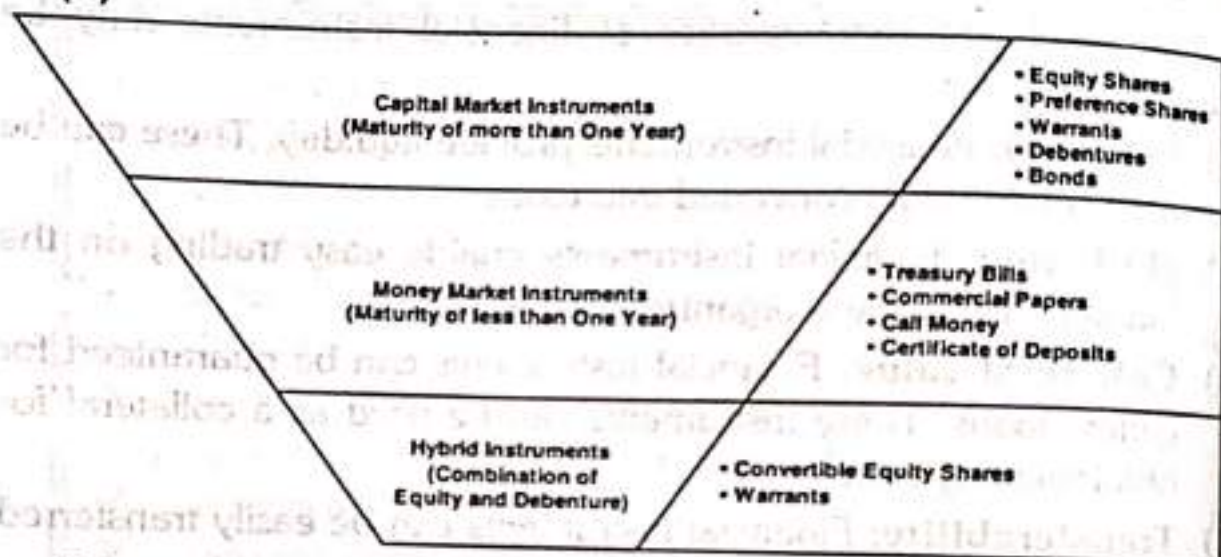 Capital Market Instruments
(Maturity of more than One Year)
• Equity Shares
• Preference Shares
• Warrants
• Debentures
• Bonds
Money Market Instruments
(Maturity of less than One Year)
• Treasury Bills
• Commercial Papers
• Call Money
• Certificate of Deposits
Hybrid Instruments
(Combination of
Equity and Debenture)
• Convertible Equity Shares
• Warrants